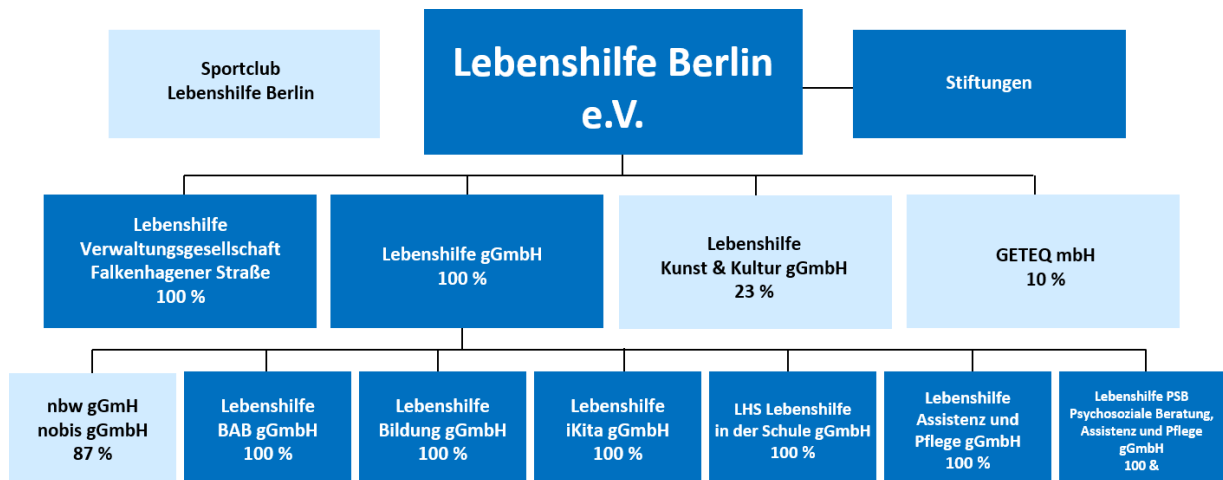 Sportclub
Lebenshilfe Berlin
Lebenshilfe Berlin
e.V.
Stiftungen
Lebenshilfe
Verwaltungsgesellschaft
Falkenhagener Straße
100 %
Lebenshilfe gGmbH
100 %
Lebenshilfe
Kunst & Kultur gGmbH
23 %
GETEQ mbH
10 %
nbw gGmH
nobis gGmbH
87 %
Lebenshilfe
BAB gGmbH
100 %
Lebenshilfe
Bildung gGmbH
100 %
Lebenshilfe
iKita gGmbH
100 %
LHS Lebenshilfe
in der Schule gGmbH
100 %
Lebenshilfe
Assistenz und
Pflege gGmbH
100 %
Lebenshilfe PSB
Psychosoziale Beratung,
Assistenz und Pflege
gGmbH
100 &